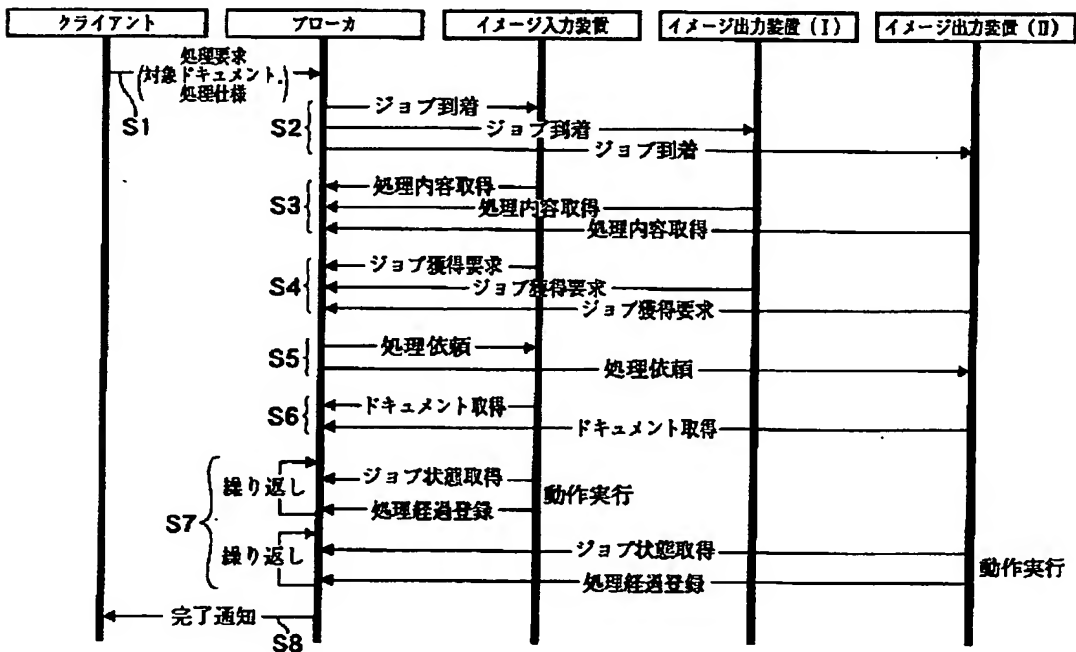 クライアント
ブローカ
イメージ入力装置
イメージ出力装置(Ⅰ)
イメージ出力装置(Ⅱ)
処理要求
(対象ドキュメント,
処理仕様)
S1
S2
ジョブ到着
ジョブ到着
ジョブ到着
S3
処理内容取得
処理内容取得
処理内容取得
S4
ジョブ獲得要求
ジョブ獲得要求
ジョブ獲得要求
S5
処理依頼
処理依頼
S6
ドキュメント取得
ドキュメント取得
S7
繰り返し
ジョブ状態取得
動作実行
処理経過登録
繰り返し
ジョブ状態取得
動作実行
処理経過登録
完了通知
S8